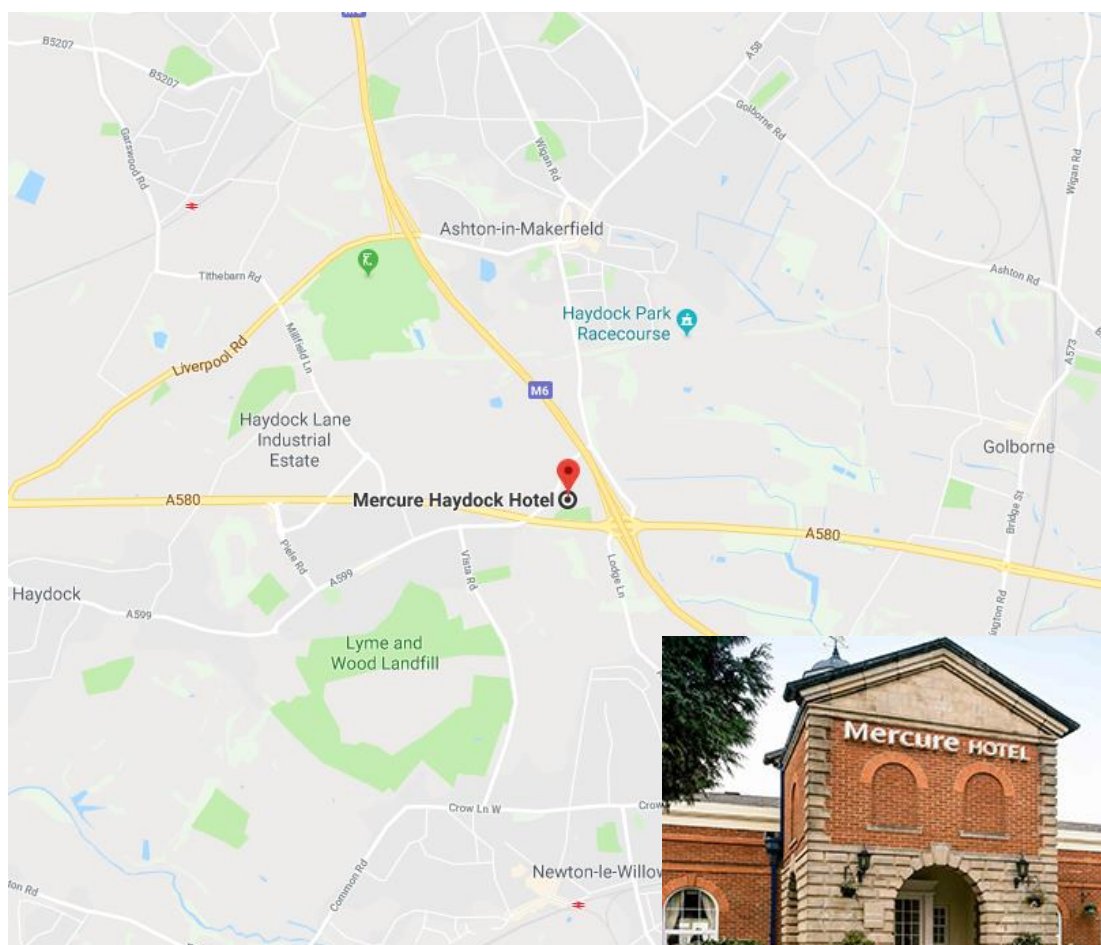 B5207
B5207
A58
Golborne Rd
Garswood Rd
Wigan Rd
Wigan Rd
Ashton-in-Makerfield
Tithebarn Rd
Ashton Rd
Haydock Park
Racecourse
Millfield Ln
Liverpool Rd
A573
M6
Haydock Lane
Industrial
Estate
Golborne
Mercure Haydock Hotel
A580
A580
Bridge St
Piele Rd
Vista Rd
Lodge Ln
A599
A599
Haydock
Lyme and
Wood Landfill
Mercure HOTEL
Crow Ln W
Crow
Common Rd
Newton-le-Willow